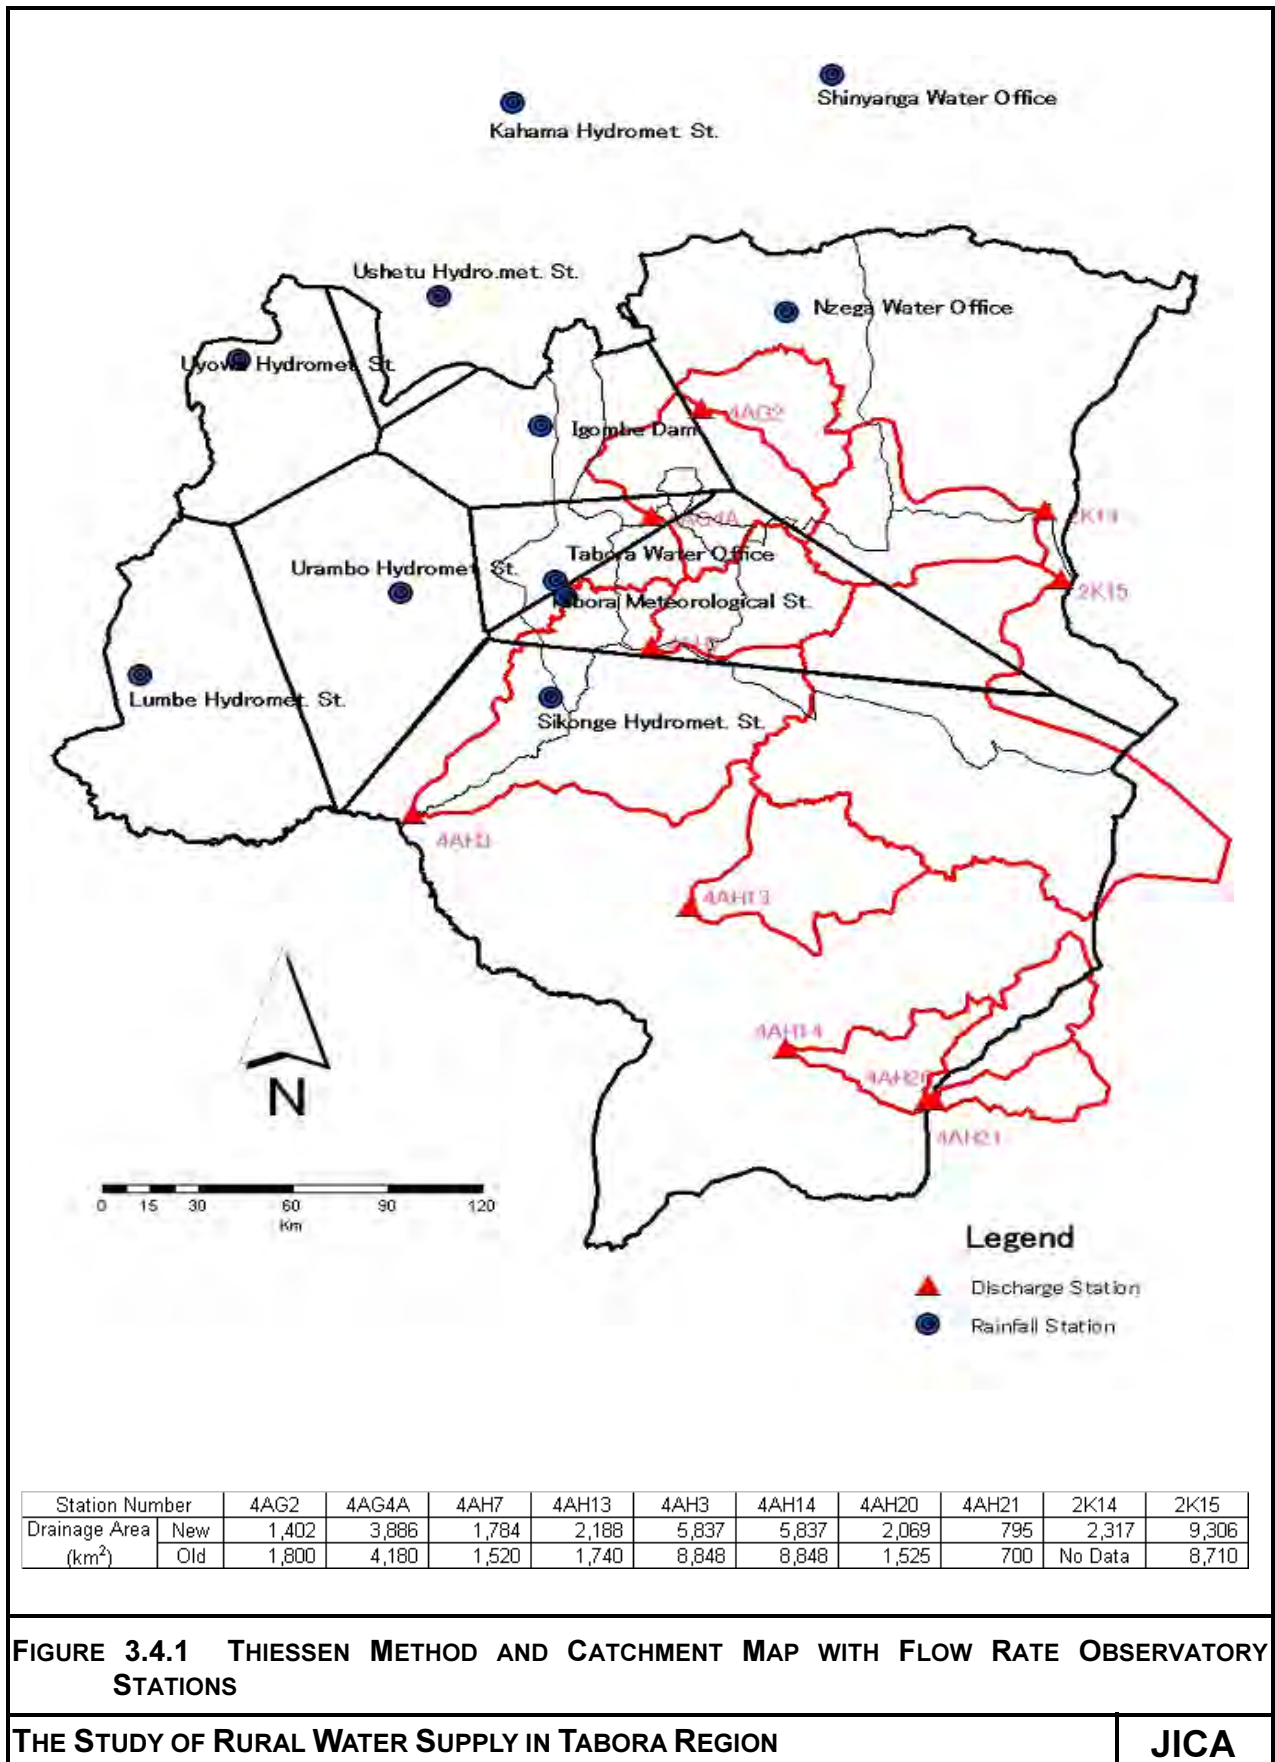 Shinyanga Water Office
Kahama Hydromet. St.
Ushetu Hydro.met. St.
Nzega Water Office
Uyowa Hydromet. St.
4AG2
Igombe Dam
4AG4A
2K14
Tabora Water Office
Urambo Hydromet. St.
2K15
Tabora Meteorological St.
4AH7
Lumbe Hydromet. St.
Sikonge Hydromet. St.
4AH3
4AH13
4AH14
4AH20
4AH21
N
0 15 30 60 90 120
Km
Legend
Discharge Station
Rainfall Station
Station Number 4AG2 4AG4A 4AH7 4AH13 4AH3 4AH14 4AH20 4AH21 2K14 2K15
Drainage Area New 1,402 3,886 1,784 2,188 5,837 5,837 2,069 795 2,317 9,306
(km²) Old 1,800 4,180 1,520 1,740 8,848 8,848 1,525 700 No Data 8,710
FIGURE 3.4.1 THIESSEN METHOD AND CATCHMENT MAP WITH FLOW RATE OBSERVATORY
STATIONS
THE STUDY OF RURAL WATER SUPPLY IN TABORA REGION JICA